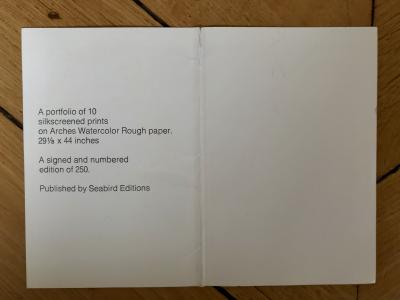 A portfolio of 10
silkscreened prints
on Arches Watercolor Rough paper.
29⅛ x 44 inches
A signed and numbered
edition of 250.
Published by Seabird Editions